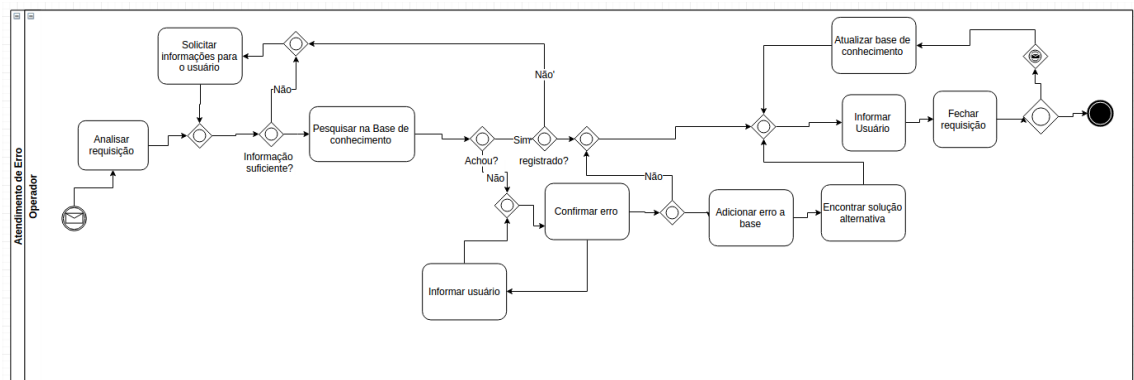 Atendimento de Erro
Operador
Solicitar
informações para
o usuário
Não
Analisar
requisição
Informação
suficiente?
Pesquisar na Base de
conhecimento
Achou?
Sim
Não
registrado?
Não'
Confirmar erro
Informar usuário
Não
Adicionar erro a
base
Encontrar solução
alternativa
Atualizar base de
conhecimento
Informar
Usuário
Fechar
requisição